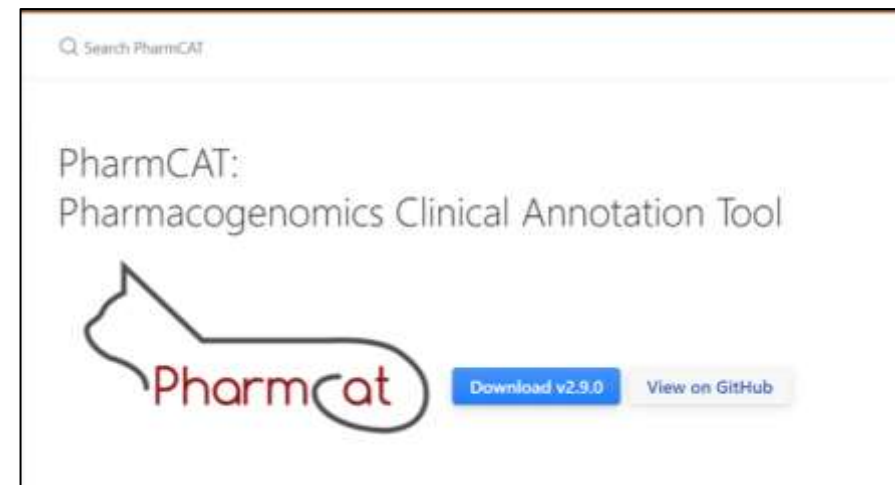 Search PharmCAT
PharmCAT:
Pharmacogenomics Clinical Annotation Tool
Pharmcat
Download v2.9.0
View on GitHub